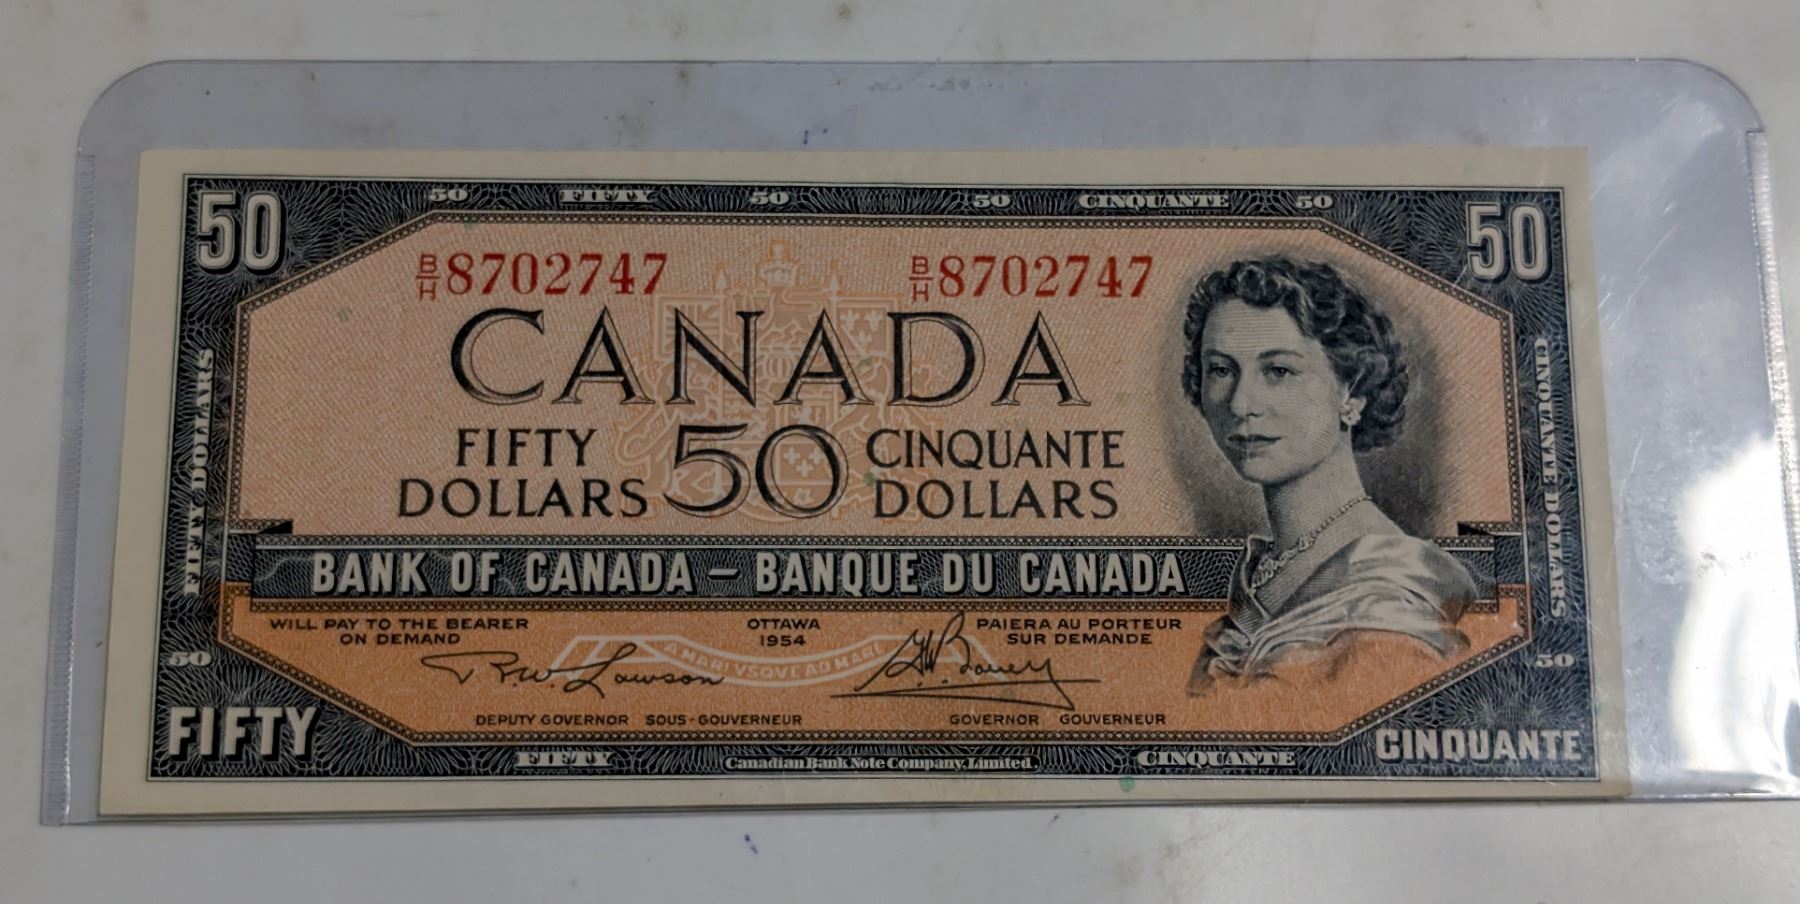 50 FIFTY 50 50 CINQUANTE 50
50 50
B/H 8702747 B/H 8702747
CANADA
FIFTY DOLLARS 50 CINQUANTE DOLLARS
FIFTY DOLLARS
CINQUANTE DOLLARS
BANK OF CANADA – BANQUE DU CANADA
WILL PAY TO THE BEARER
ON DEMAND
OTTAWA
1954
PAIERA AU PORTEUR
SUR DEMANDE
A MARI VSQVE AD MARE
R.W. Lawson
G.K. Bouey
50 50
DEPUTY GOVERNOR SOUS-GOUVERNEUR
GOVERNOR GOUVERNEUR
FIFTY CINQUANTE
FIFTY Canadian Bank Note Company, Limited CINQUANTE